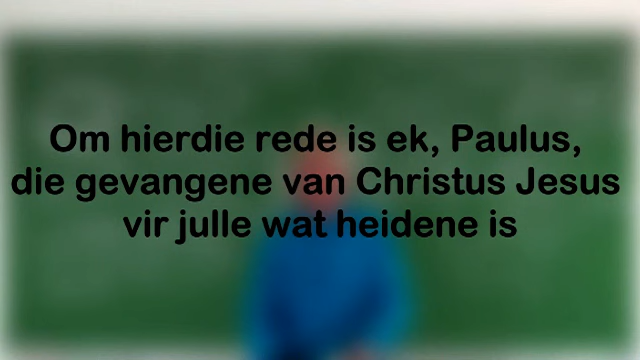 Om hierdie rede is ek, Paulus,
die gevangene van Christus Jesus
vir julle wat heidene is